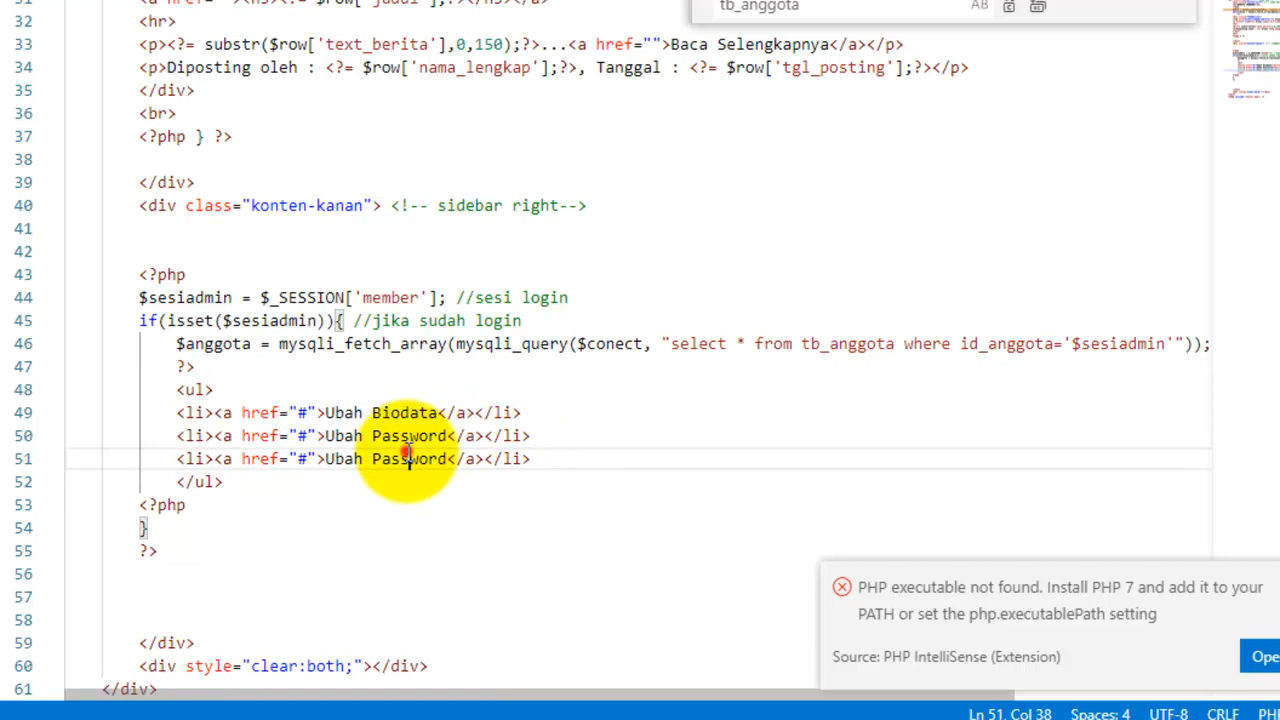 tb_anggota
AB
32 <hr>
33 <p><?= substr($row['text_berita'],0,150);?>...<a href="">Baca Selengkapnya</a></p>
34 <p>Diposting oleh : <?= $row['nama_lengkap'];?>, Tanggal : <?= $row['tgl_posting'];?></p>
35 </div>
36 <br>
37 <?php } ?>
38
39 </div>
40 <div class="konten-kanan"> <!-- sidebar right-->
41
42
43 <?php
44 $sesiadmin = $_SESSION['member']; //sesi login
45 if(isset($sesiadmin)){ //jika sudah login
46 $anggota = mysqli_fetch_array(mysqli_query($conect, "select * from tb_anggota where id_anggota='$sesiadmin'"));
47 ?>
48 <ul>
49 <li><a href="#">Ubah Biodata</a></li>
50 <li><a href="#">Ubah Password</a></li>
51 <li><a href="#">Ubah Password</a></li>
52 </ul>
53 <?php
54 }
55 ?>
56
57
58
59 </div>
60 <div style="clear:both;"></div>
61 </div>
PHP executable not found. Install PHP 7 and add it to your
PATH or set the php.executablePath setting
Source: PHP IntelliSense (Extension)
Ope
Ln 51, Col 38 Spaces: 4 UTF-8 CRLF PH